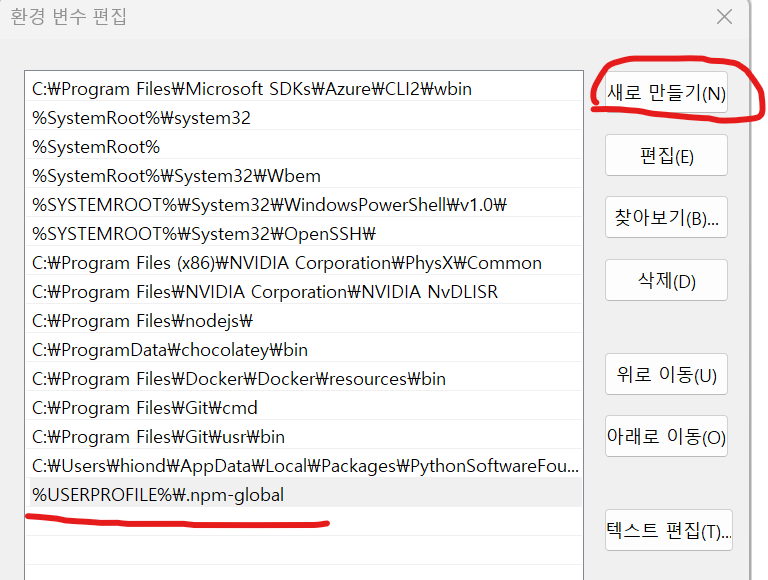 환경 변수 편집
C:₩Program Files₩Microsoft SDKs₩Azure₩CLI2₩wbin
%SystemRoot%₩system32
%SystemRoot%
%SystemRoot%₩System32₩Wbem
%SYSTEMROOT%₩System32₩WindowsPowerShell₩v1.0₩
%SYSTEMROOT%₩System32₩OpenSSH₩
C:₩Program Files (x86)₩NVIDIA Corporation₩PhysX₩Common
C:₩Program Files₩NVIDIA Corporation₩NVIDIA NvDLISR
C:₩Program Files₩nodejs₩
C:₩ProgramData₩chocolatey₩bin
C:₩Program Files₩Docker₩Docker₩resources₩bin
C:₩Program Files₩Git₩cmd
C:₩Program Files₩Git₩usr₩bin
C:₩Users₩hiond₩AppData₩Local₩Packages₩PythonSoftwareFou...
%USERPROFILE%₩.npm-global
새로 만들기(N)
편집(E)
찾아보기(B)...
삭제(D)
위로 이동(U)
아래로 이동(O)
텍스트 편집(T)...